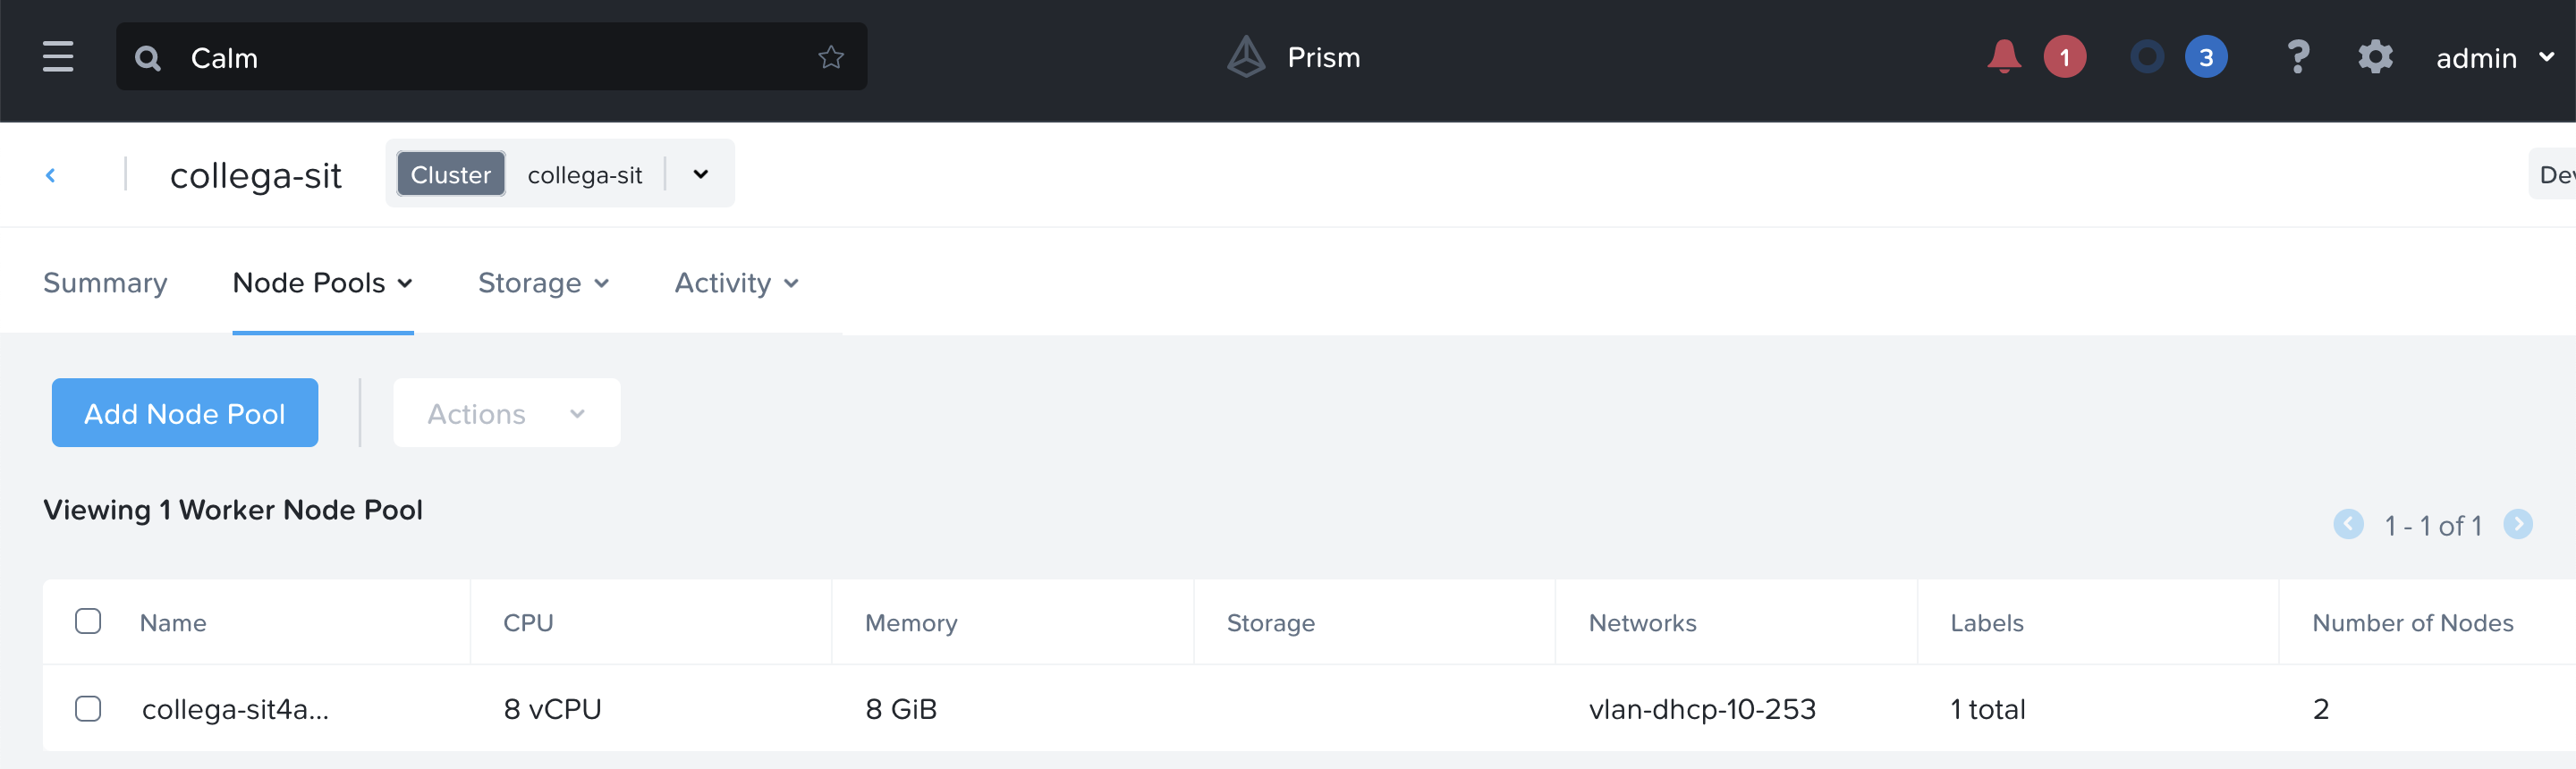 Calm
Prism
1
3
?
admin
collega-sit
Cluster collega-sit
Summary
Node Pools
Storage
Activity
Add Node Pool
Actions
Viewing 1 Worker Node Pool
1 - 1 of 1
Name CPU Memory Storage Networks Labels Number of Nodes
collega-sit4a... 8 vCPU 8 GiB vlan-dhcp-10-253 1 total 2